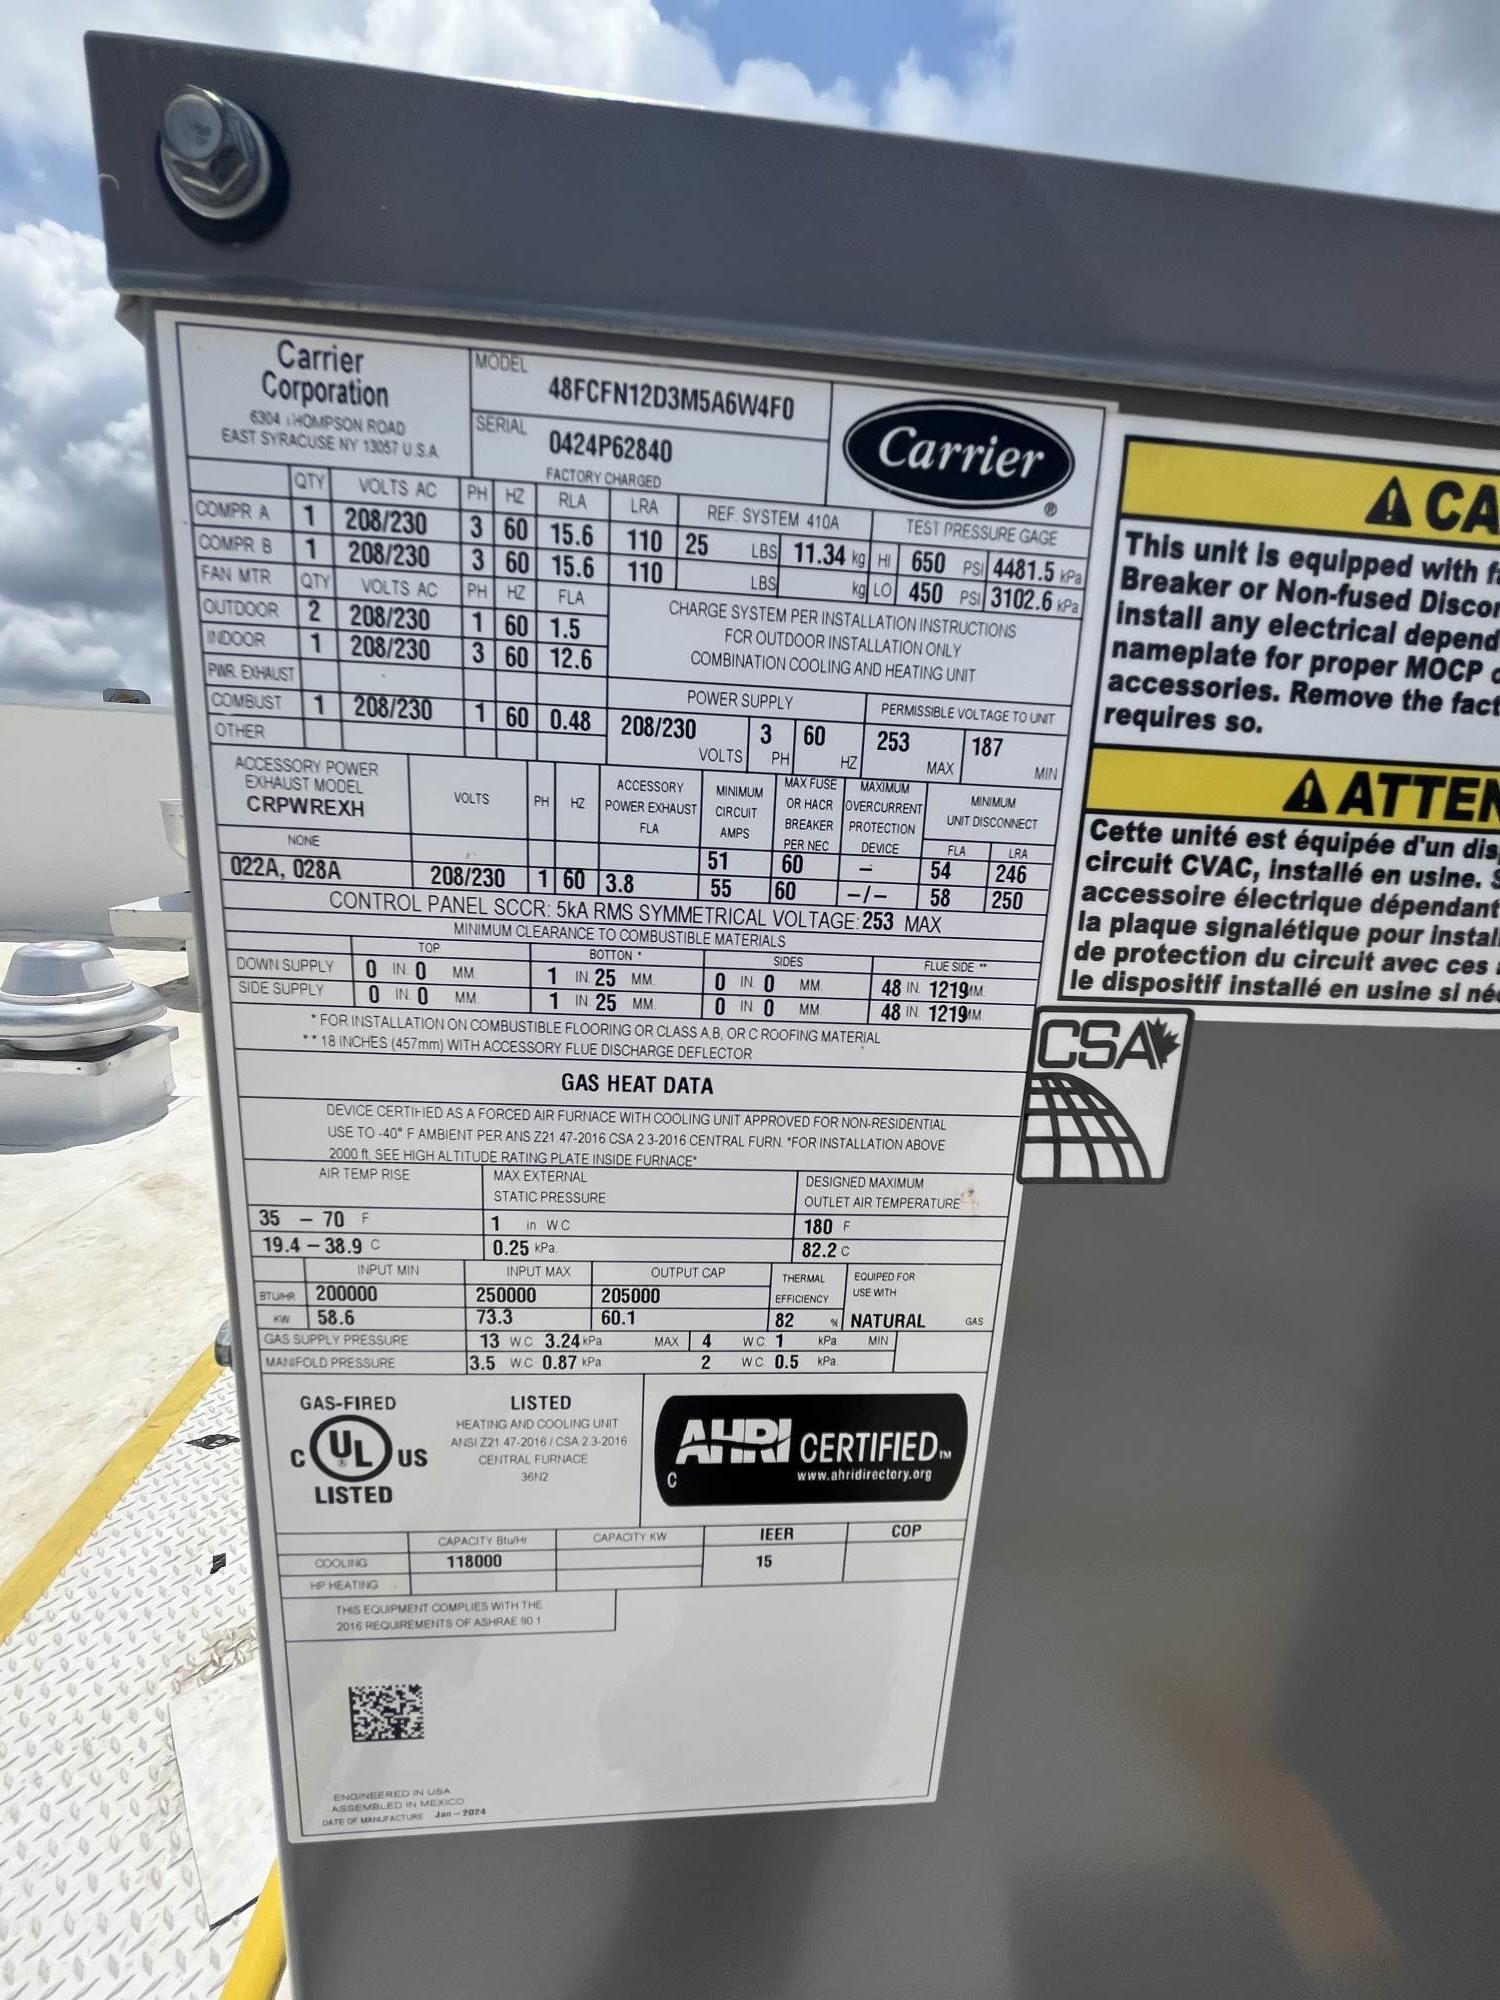 Carrier
Corporation
6304 THOMPSON ROAD
EAST SYRACUSE NY 13057 U.S.A.
MODEL 48FCFN12D3M5A6W4F0
SERIAL 0424P62840
FACTORY CHARGED
Carrier ®
QTY VOLTS AC PH HZ RLA LRA REF. SYSTEM 410A TEST PRESSURE GAGE
COMPR A 1 208/230 3 60 15.6 110 25 LBS 11.34 kg HI 650 PSI 4481.5 kPa
COMPR B 1 208/230 3 60 15.6 110 LBS kg LO 450 PSI 3102.6 kPa
FAN MTR QTY VOLTS AC PH HZ FLA
OUTDOOR 2 208/230 1 60 1.5
INDOOR 1 208/230 3 60 12.6
PWR. EXHAUST
COMBUST 1 208/230 1 60 0.48
OTHER
CHARGE SYSTEM PER INSTALLATION INSTRUCTIONS
FOR OUTDOOR INSTALLATION ONLY
COMBINATION COOLING AND HEATING UNIT
POWER SUPPLY PERMISSIBLE VOLTAGE TO UNIT
208/230 VOLTS 3 PH 60 HZ 253 MAX 187 MIN
ACCESSORY POWER
EXHAUST MODEL
CRPWREXH
VOLTS PH HZ
ACCESSORY
POWER EXHAUST
FLA
MINIMUM
CIRCUIT
AMPS
MAX FUSE
OR HACR
BREAKER
PER NEC
MAXIMUM
OVERCURRENT
PROTECTION
DEVICE
MINIMUM
UNIT DISCONNECT
FLA LRA
NONE 51 60 – 54 246
022A, 028A 208/230 1 60 3.8 55 60 –/– 58 250
CONTROL PANEL SCCR: 5kA RMS SYMMETRICAL VOLTAGE: 253 MAX
MINIMUM CLEARANCE TO COMBUSTIBLE MATERIALS
TOP BOTTON * SIDES FLUE SIDE **
DOWN SUPPLY 0 IN. 0 MM. 1 IN. 25 MM. 0 IN. 0 MM. 48 IN. 1219 MM.
SIDE SUPPLY 0 IN. 0 MM. 1 IN. 25 MM. 0 IN. 0 MM. 48 IN. 1219 MM.
* FOR INSTALLATION ON COMBUSTIBLE FLOORING OR CLASS A,B, OR C ROOFING MATERIAL
** 18 INCHES (457mm) WITH ACCESSORY FLUE DISCHARGE DEFLECTOR
GAS HEAT DATA
DEVICE CERTIFIED AS A FORCED AIR FURNACE WITH COOLING UNIT APPROVED FOR NON-RESIDENTIAL
USE TO -40° F AMBIENT PER ANS Z21.47-2016 CSA 2.3-2016 CENTRAL FURN. *FOR INSTALLATION ABOVE
2000 ft, SEE HIGH ALTITUDE RATING PLATE INSIDE FURNACE*
AIR TEMP RISE
MAX EXTERNAL
STATIC PRESSURE
DESIGNED MAXIMUM
OUTLET AIR TEMPERATURE
35 – 70 F 1 in W C 180 F
19.4 – 38.9 C 0.25 kPa. 82.2 C
INPUT MIN INPUT MAX OUTPUT CAP THERMAL EFFICIENCY EQUIPED FOR USE WITH
BTU/HR 200000 250000 205000
KW 58.6 73.3 60.1 82 % NATURAL GAS
GAS SUPPLY PRESSURE 13 W.C. 3.24 kPa MAX 4 W.C. 1 kPa MIN
MANIFOLD PRESSURE 3.5 W.C. 0.87 kPa 2 W.C. 0.5 kPa
GAS-FIRED
C UL ® US
LISTED
LISTED
HEATING AND COOLING UNIT
ANSI Z21.47-2016 / CSA 2.3-2016
CENTRAL FURNACE
36N2
C AHRI CERTIFIED™
www.ahridirectory.org
CAPACITY Btu/Hr CAPACITY KW IEER COP
COOLING 118000 15
HP HEATING
THIS EQUIPMENT COMPLIES WITH THE
2016 REQUIREMENTS OF ASHRAE 90.1
ENGINEERED IN USA
ASSEMBLED IN MEXICO
DATE OF MANUFACTURE Jan – 2024
CA
This unit is equipped with f
Breaker or Non-fused Discon
install any electrical depend
nameplate for proper MOCP
accessories. Remove the fact
requires so.
ATTEN
Cette unité est équipée d'un dis
circuit CVAC, installé en usine. S
accessoire électrique dépendant
la plaque signalétique pour instal
de protection du circuit avec ces
le dispositif installé en usine si né
CSA